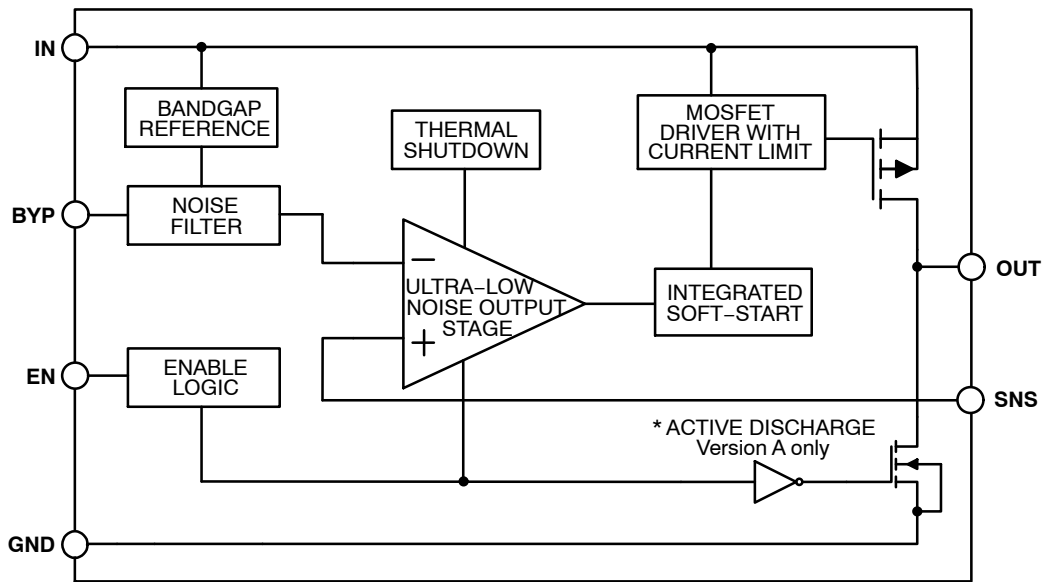 IN
BANDGAP
REFERENCE
THERMAL
SHUTDOWN
MOSFET
DRIVER WITH
CURRENT LIMIT
BYP
NOISE
FILTER
−
ULTRA−LOW
NOISE OUTPUT
STAGE
+
INTEGRATED
SOFT−START
OUT
EN
ENABLE
LOGIC
SNS
* ACTIVE DISCHARGE
Version A only
GND